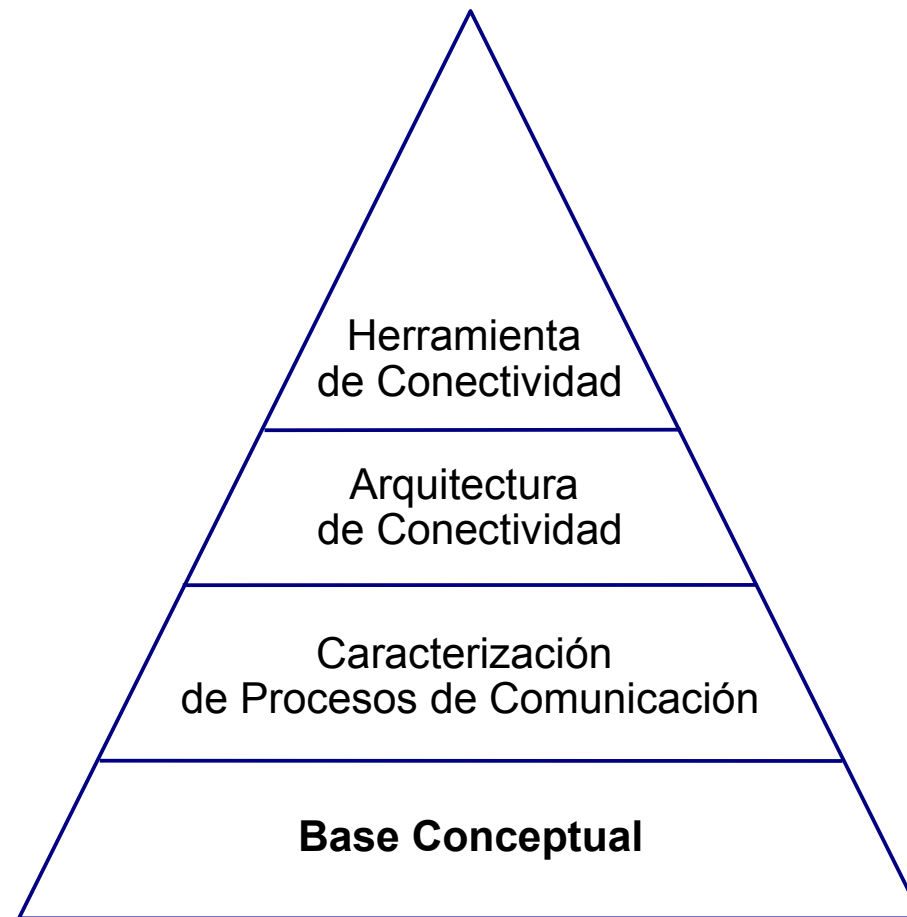 Herramienta
de Conectividad
Arquitectura
de Conectividad
Caracterización
de Procesos de Comunicación
Base Conceptual